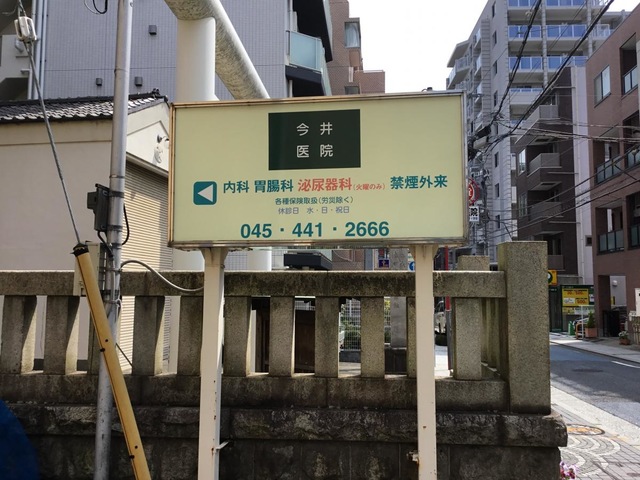 今井
医院
内科 胃腸科 泌尿器科(火曜のみ) 禁煙外来
各種保険取扱(労災除く)
休診日 水・日・祝日
045・441・2666